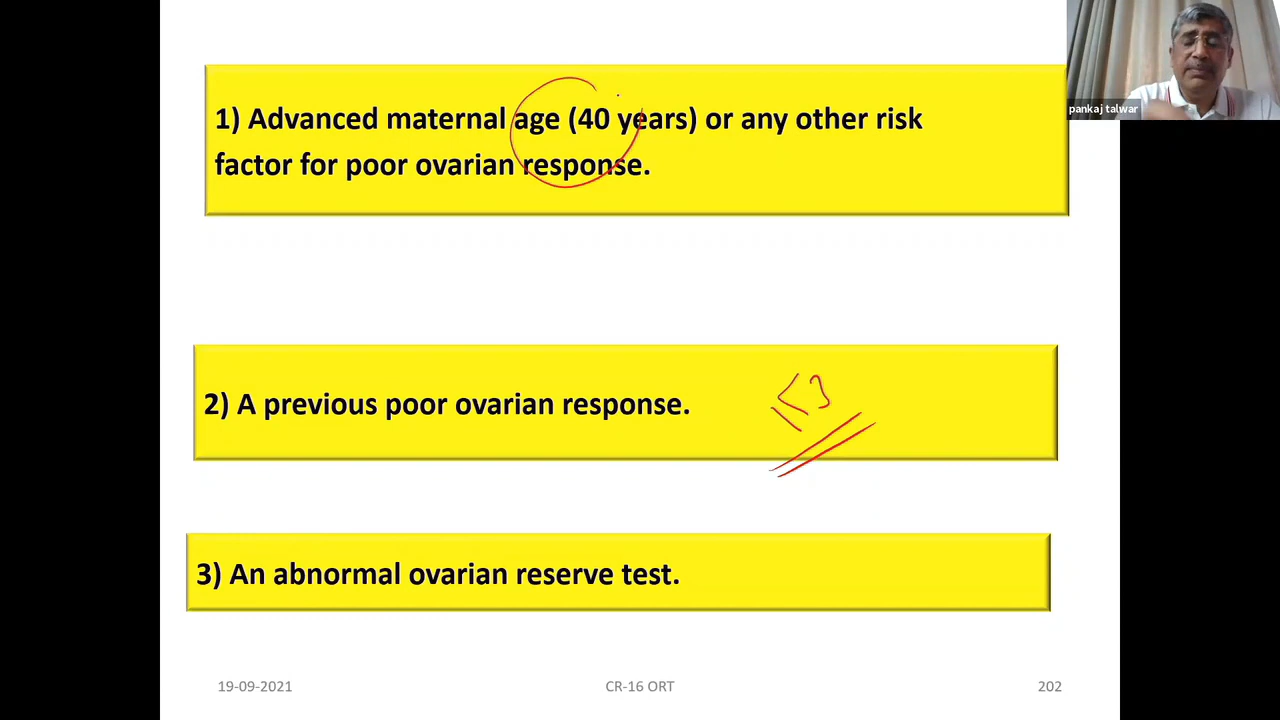 pankaj talwar
1) Advanced maternal age (40 years) or any other risk
factor for poor ovarian response.
2) A previous poor ovarian response.
≤3
3) An abnormal ovarian reserve test.
19-09-2021
CR-16 ORT
202